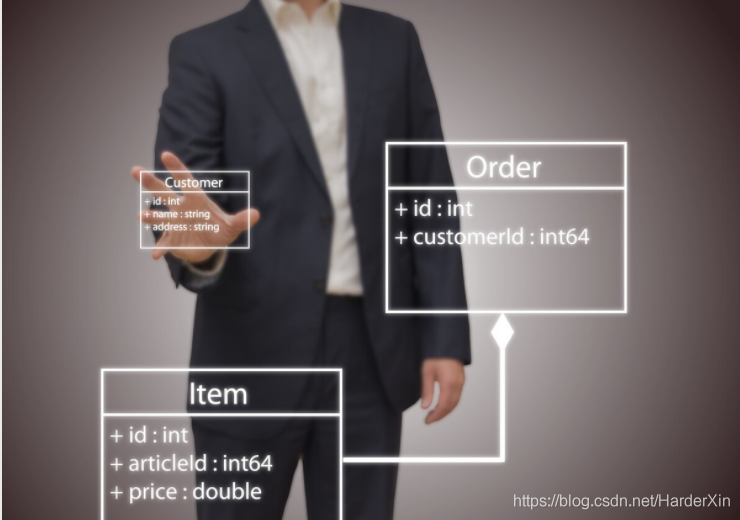 Customer
+ id : int
+ name : string
+ address : string
Order
+ id : int
+ customerId : int64
Item
+ id : int
+ articleId : int64
+ price : double
https://blog.csdn.net/HarderXin